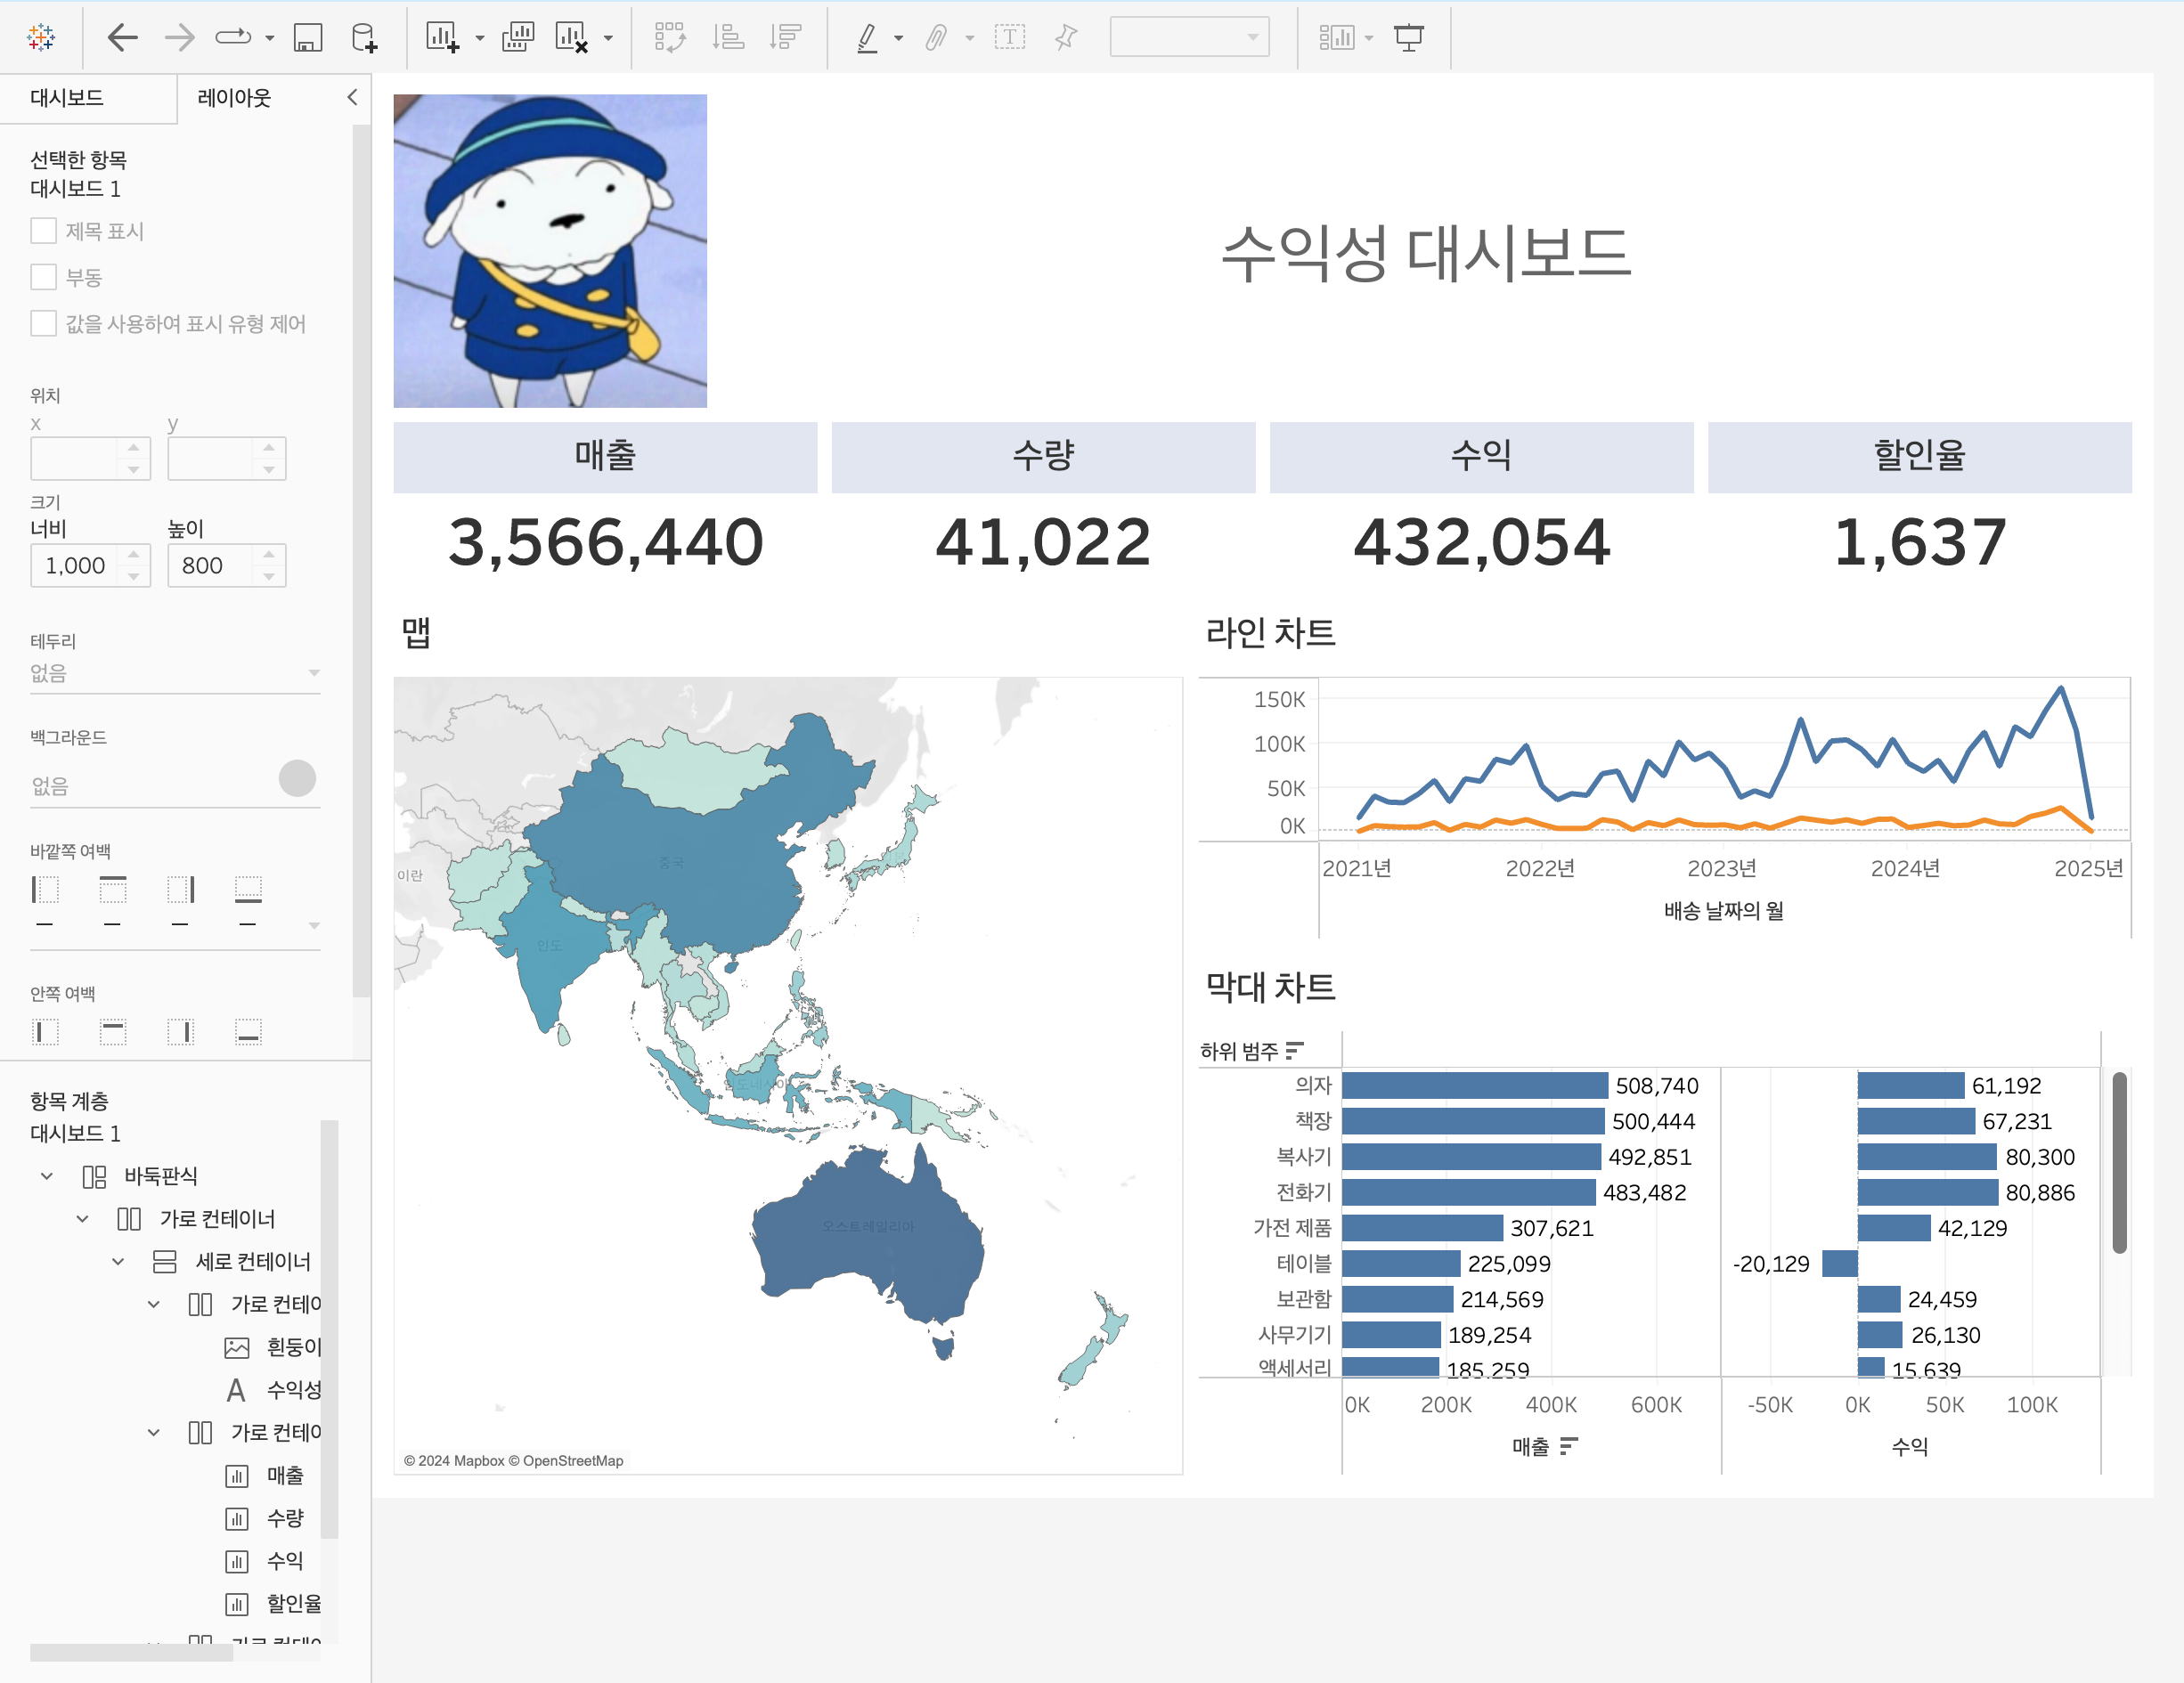 대시보드
레이아웃
선택한 항목
대시보드 1
제목 표시
부동
값을 사용하여 표시 유형 제어
위치
x
y
크기
너비
높이
1,000
800
테두리
없음
백그라운드
없음
바깥쪽 여백
안쪽 여백
항목 계층
대시보드 1
바둑판식
가로 컨테이너
세로 컨테이너
가로 컨테이
흰둥이
A 수익성
가로 컨테이
매출
수량
수익
할인율
가로 컨테이
수익성 대시보드
매출
수량
수익
할인율
3,566,440
41,022
432,054
1,637
맵
중국
이란
인도
인도네시아
오스트레일리아
© 2024 Mapbox © OpenStreetMap
라인 차트
150K
100K
50K
0K
2021년
2022년
2023년
2024년
2025년
배송 날짜의 월
막대 차트
하위 범주
의자 508,740 61,192
책장 500,444 67,231
복사기 492,851 80,300
전화기 483,482 80,886
가전 제품 307,621 42,129
테이블 225,099 -20,129
보관함 214,569 24,459
사무기기 189,254 26,130
액세서리 185,259 15,639
0K 200K 400K 600K -50K 0K 50K 100K
매출
수익